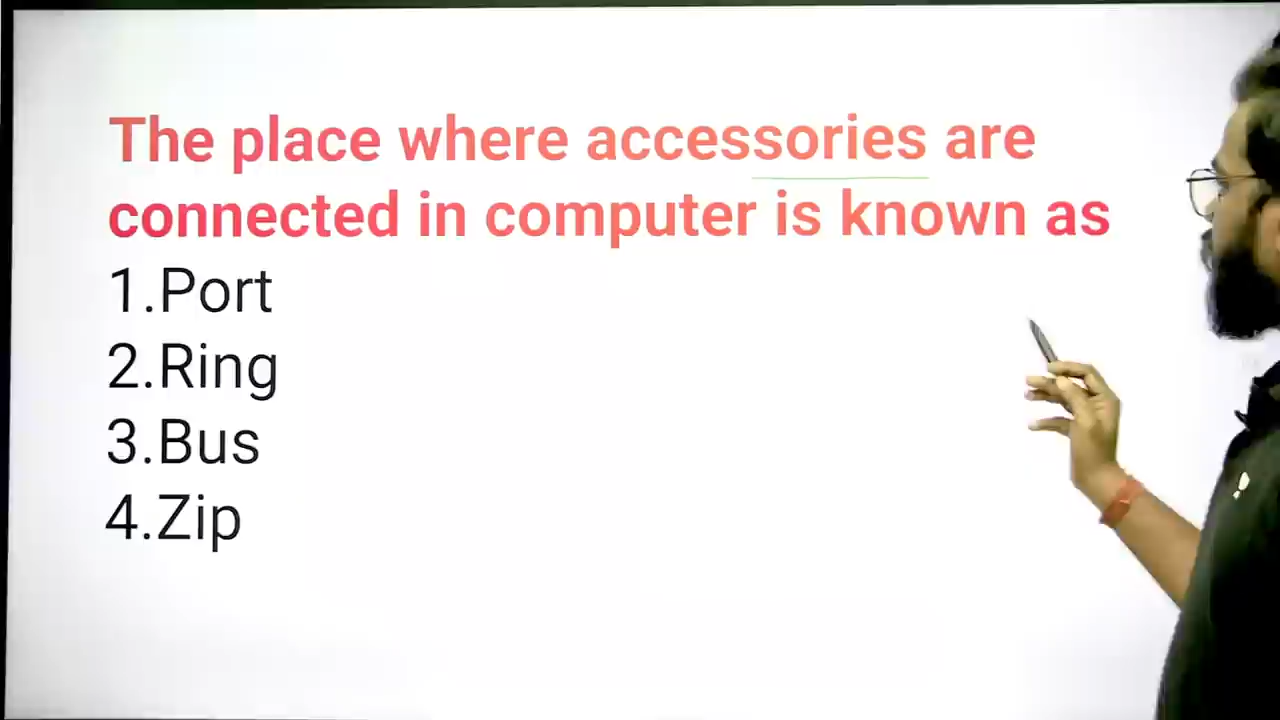 The place where accessories are
connected in computer is known as
1.Port
2.Ring
3.Bus
4.Zip